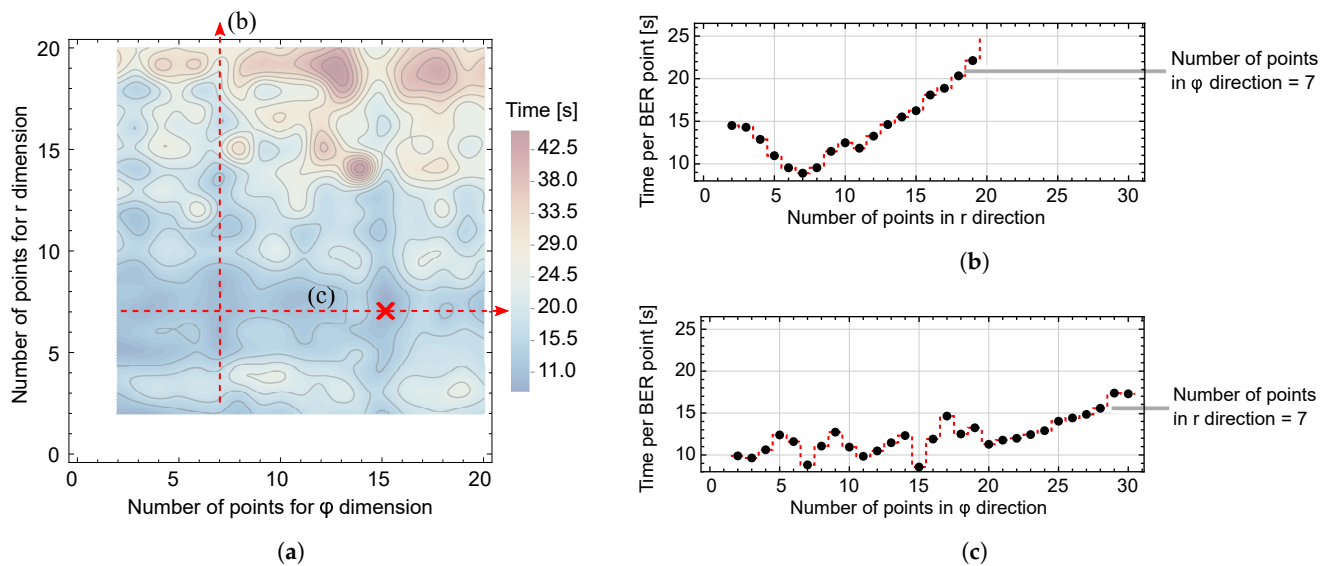 (b)
20
15
10
5
0
Number of points for r dimension
(c)
0
5
10
15
20
Number of points for φ dimension
Time [s]
42.5
38.0
33.5
29.0
24.5
20.0
15.5
11.0
(a)
25
20
15
10
Time per BER point [s]
0
5
10
15
20
25
30
Number of points in r direction
Number of points
in φ direction = 7
(b)
25
20
15
10
Time per BER point [s]
0
5
10
15
20
25
30
Number of points in φ direction
Number of points
in r direction = 7
(c)